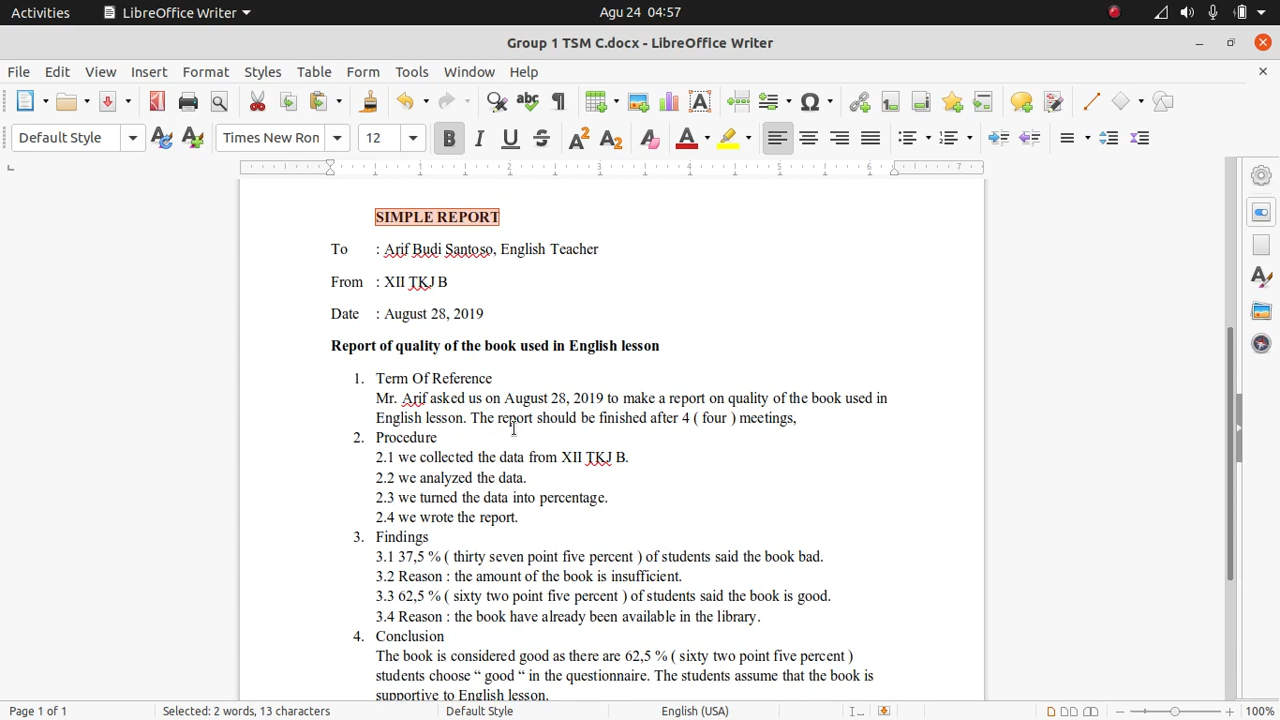 Activities LibreOffice Writer Agu 24 04:57
Group 1 TSM C.docx - LibreOffice Writer
File Edit View Insert Format Styles Table Form Tools Window Help
Default Style Times New Ron 12
1 2 3 4 5 6 7
SIMPLE REPORT
To : Arif Budi Santoso, English Teacher
From : XII TKJ B
Date : August 28, 2019
Report of quality of the book used in English lesson
1. Term Of Reference
Mr. Arif asked us on August 28, 2019 to make a report on quality of the book used in
English lesson. The report should be finished after 4 ( four ) meetings,
2. Procedure
2.1 we collected the data from XII TKJ B.
2.2 we analyzed the data.
2.3 we turned the data into percentage.
2.4 we wrote the report.
3. Findings
3.1 37,5 % ( thirty seven point five percent ) of students said the book bad.
3.2 Reason : the amount of the book is insufficient.
3.3 62,5 % ( sixty two point five percent ) of students said the book is good.
3.4 Reason : the book have already been available in the library.
4. Conclusion
The book is considered good as there are 62,5 % ( sixty two point five percent )
students choose “ good “ in the questionnaire. The students assume that the book is
supportive to English lesson.
Page 1 of 1 Selected: 2 words, 13 characters Default Style English (USA) 100%